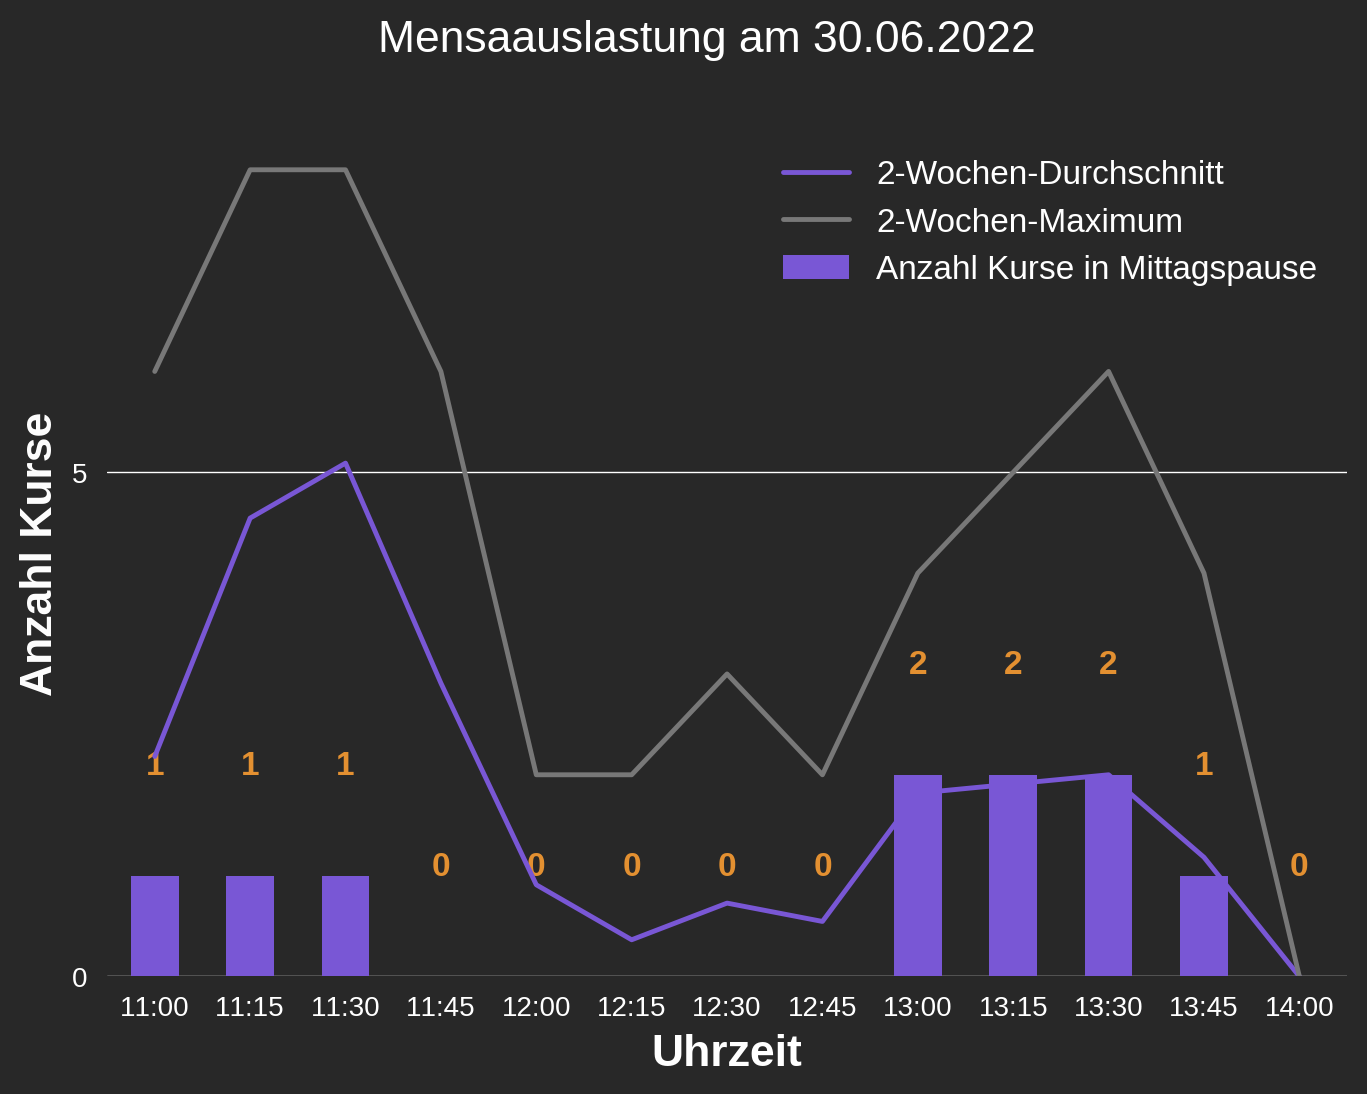 Mensaauslastung am 30.06.2022
2-Wochen-Durchschnitt
2-Wochen-Maximum
Anzahl Kurse in Mittagspause
Anzahl Kurse
5
0
2 2 2
1 1 1 1
0 0 0 0 0 0
11:00 11:15 11:30 11:45 12:00 12:15 12:30 12:45 13:00 13:15 13:30 13:45 14:00
Uhrzeit